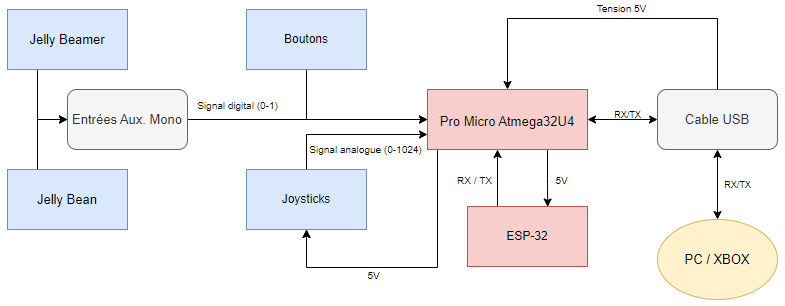 Tension 5V
Jelly Beamer
Boutons
Signal digital (0-1)
Entrées Aux. Mono
Pro Micro Atmega32U4
RX/TX
Cable USB
Signal analogue (0-1024)
RX / TX
5V
RX/TX
Jelly Bean
Joysticks
ESP-32
PC / XBOX
5V